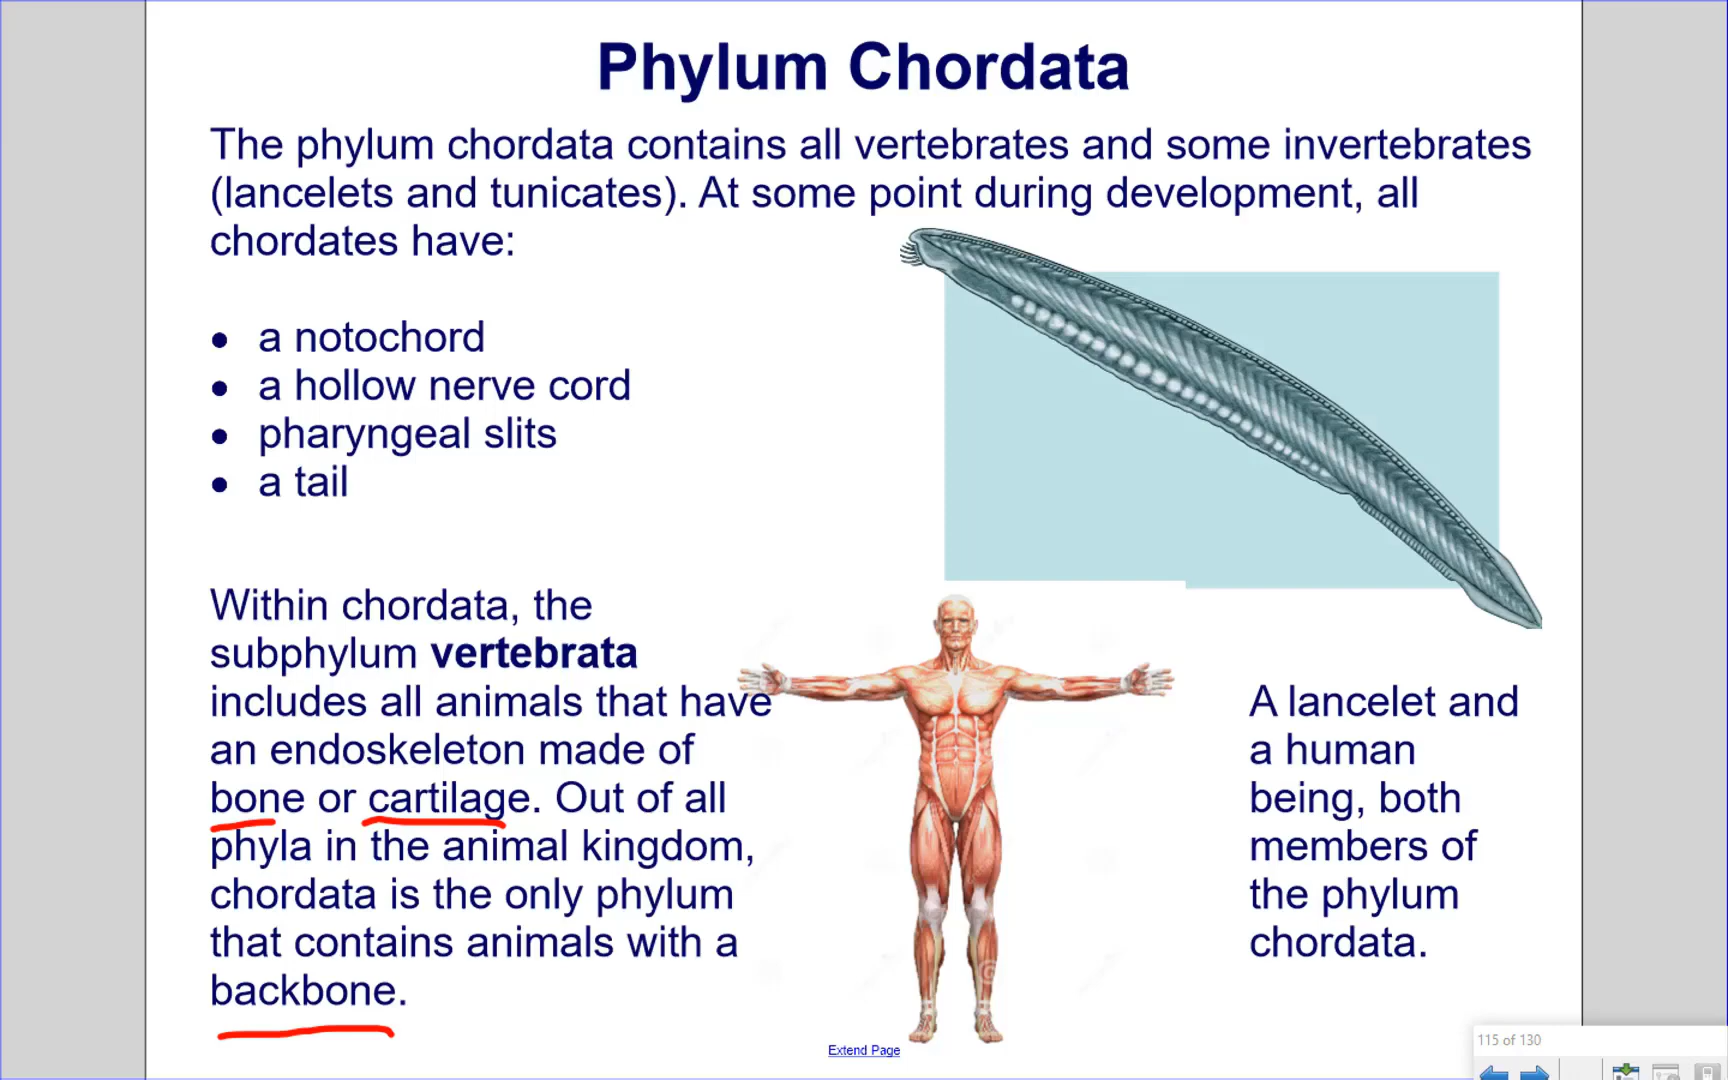 Phylum Chordata
The phylum chordata contains all vertebrates and some invertebrates
(lancelets and tunicates). At some point during development, all
chordates have:
• a notochord
• a hollow nerve cord
• pharyngeal slits
• a tail
Within chordata, the
subphylum vertebrata
includes all animals that have
an endoskeleton made of
bone or cartilage. Out of all
phyla in the animal kingdom,
chordata is the only phylum
that contains animals with a
backbone.
A lancelet and
a human
being, both
members of
the phylum
chordata.
Extend Page
115 of 130